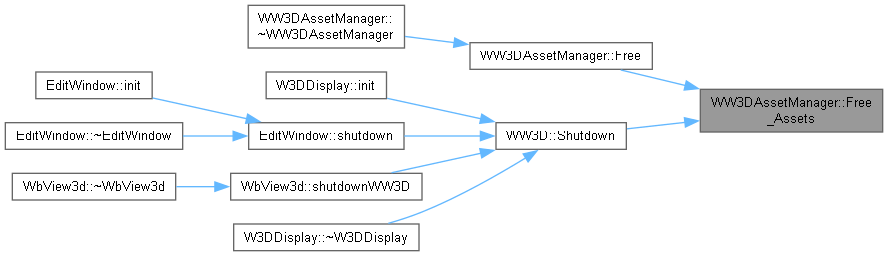 WW3DAssetManager::
~WW3DAssetManager
WW3DAssetManager::Free
EditWindow::init
W3DDisplay::init
WW3DAssetManager::Free
_Assets
EditWindow::~EditWindow
EditWindow::shutdown
WW3D::Shutdown
WbView3d::~WbView3d
WbView3d::shutdownWW3D
W3DDisplay::~W3DDisplay